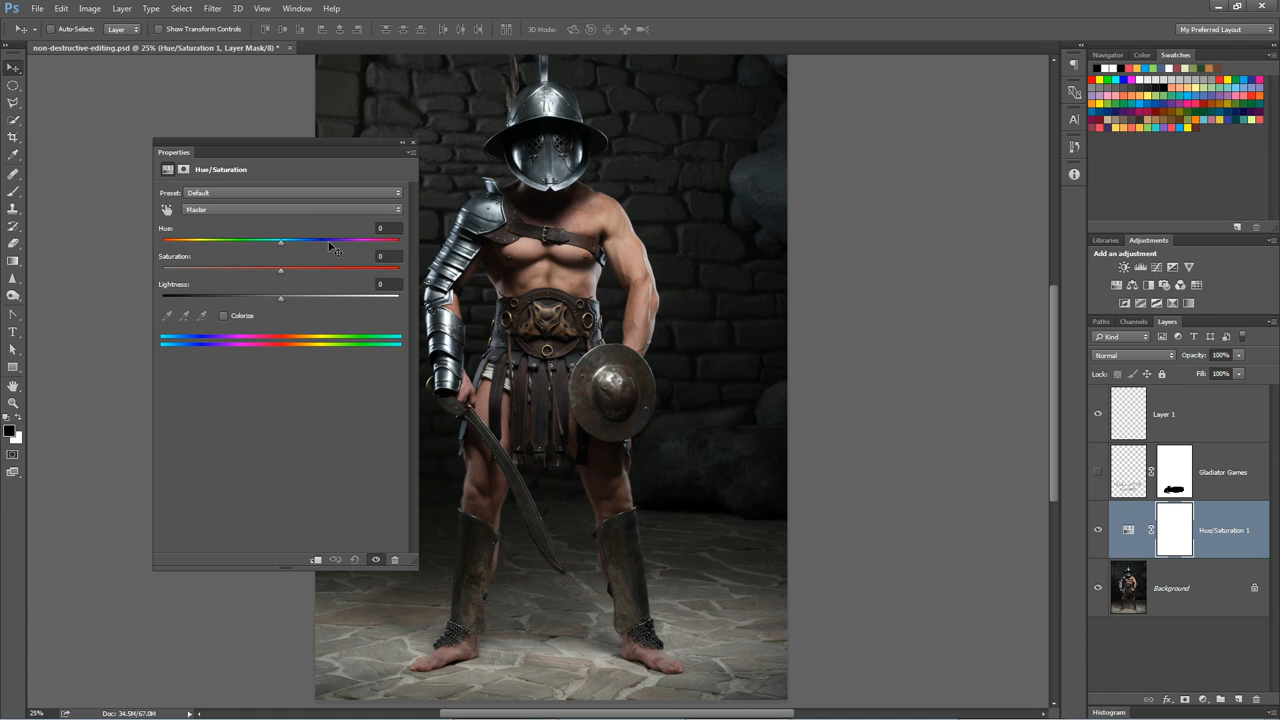 Ps File Edit Image Layer Type Select Filter 3D View Window Help
Auto-Select: Layer Show Transform Controls 3D Mode: My Preferred Layout
non-destructive-editing.psd @ 25% (Hue/Saturation 1, Layer Mask/8) *
Navigator Color Swatches
Properties
Hue/Saturation
Preset: Default
Master
Hue: 0
Saturation: 0
Lightness: 0
Colorize
Libraries Adjustments
Add an adjustment
Paths Channels Layers
Kind
Normal Opacity: 100%
Lock: Fill: 100%
Layer 1
Gladiator Games
Hue/Saturation 1
Background
25% Doc: 34.5M/67.0M
Histogram